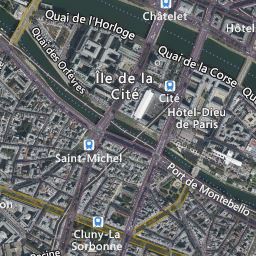 Quai de l'Horloge
Châtelet
Hôtel
Quai des Orfèvres
Quai de la Corse
Île de la
Cité
Cité
Hôtel-Dieu
de Paris
Saint-Michel
Port de Montebello
Cluny-La
Sorbonne